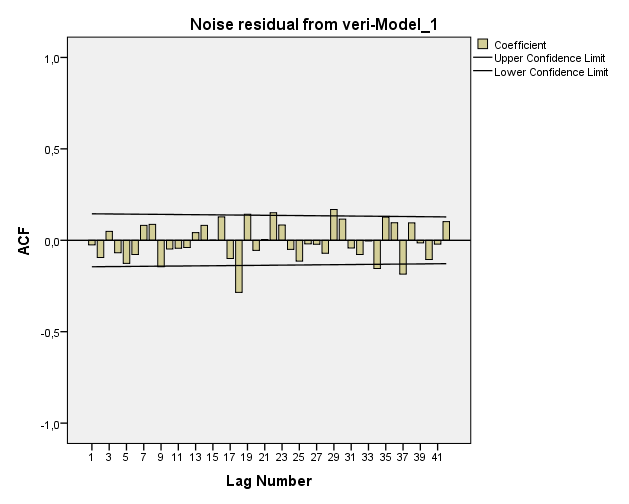 Noise residual from veri-Model_1
Coefficient
Upper Confidence Limit
Lower Confidence Limit
1,0
0,5
0,0
-0,5
-1,0
ACF
1 3 5 7 9 11 13 15 17 19 21 23 25 27 29 31 33 35 37 39 41
Lag Number